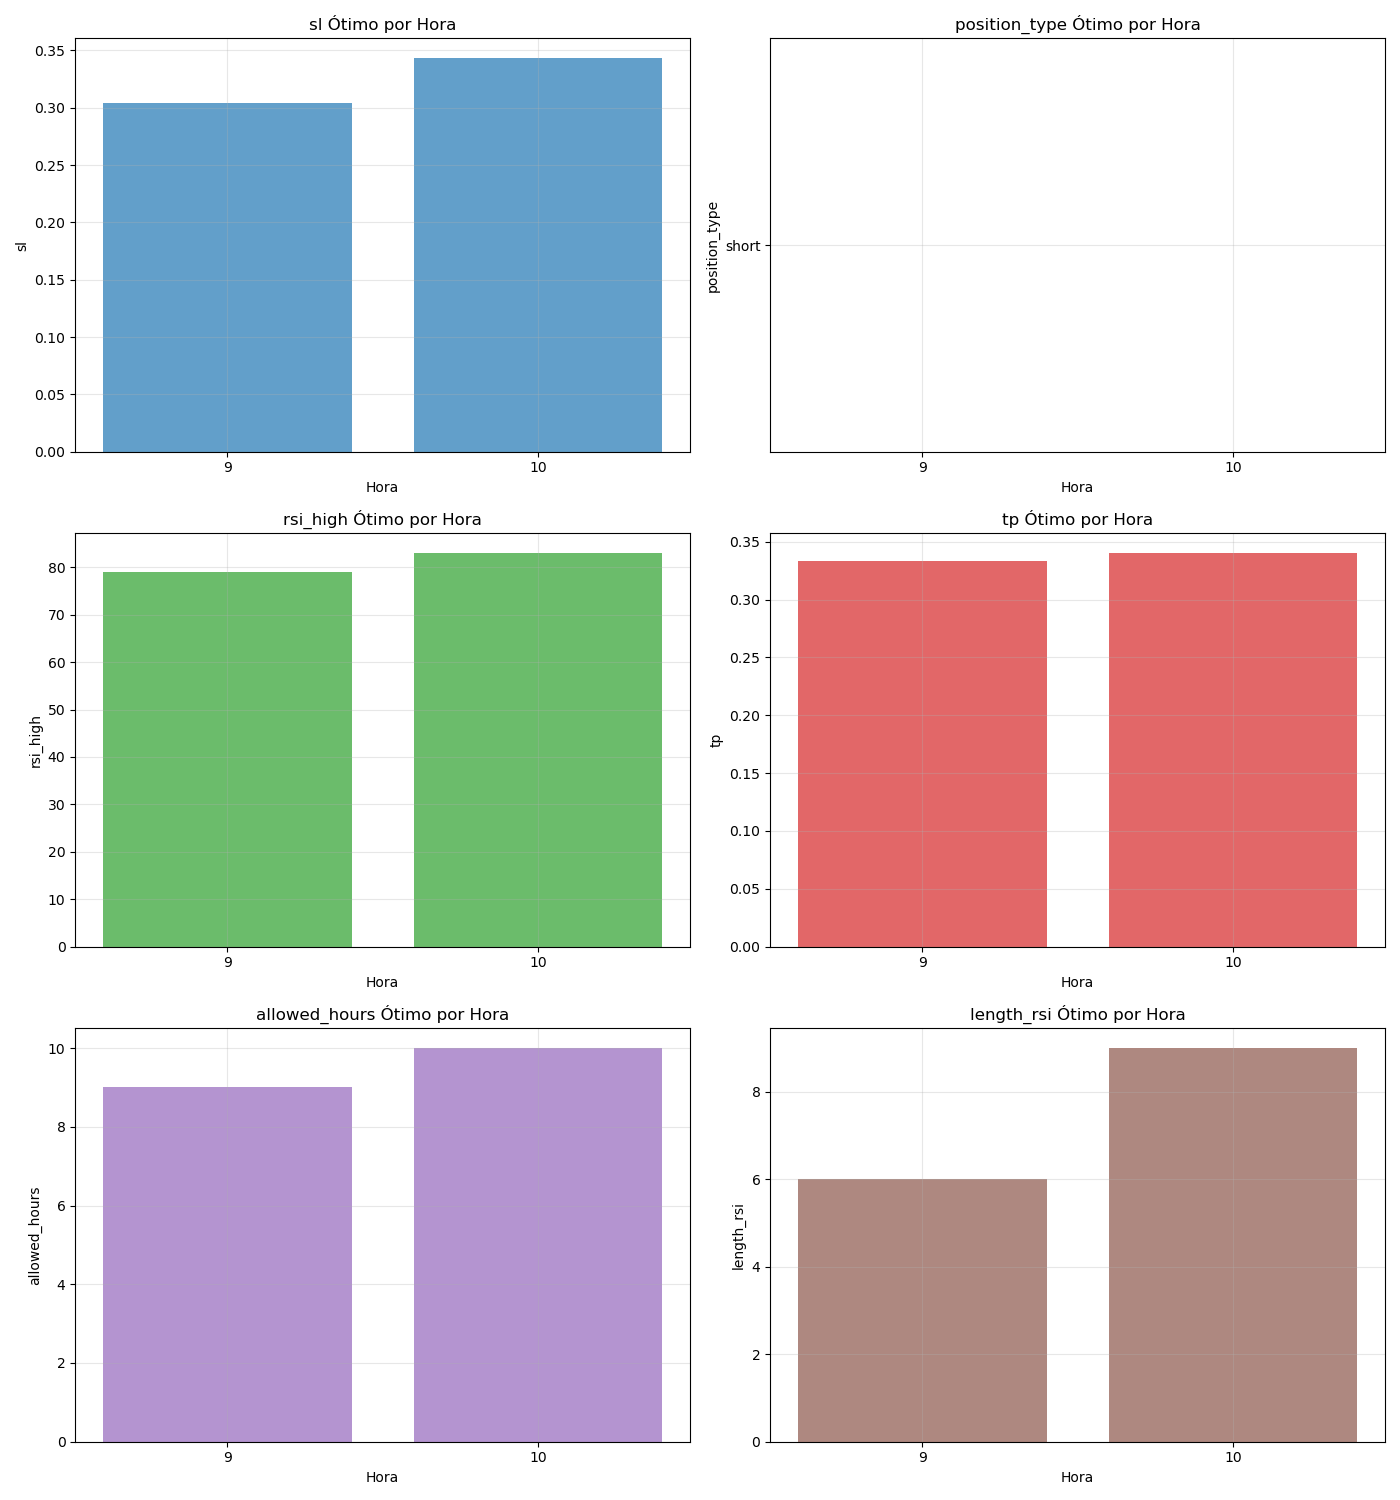 sl Ótimo por Hora
0.35
0.30
0.25
0.20
0.15
0.10
0.05
0.00
sl
9 10
Hora
position_type Ótimo por Hora
short
position_type
9 10
Hora
rsi_high Ótimo por Hora
80
70
60
50
40
30
20
10
0
rsi_high
9 10
Hora
tp Ótimo por Hora
0.35
0.30
0.25
0.20
0.15
0.10
0.05
0.00
tp
9 10
Hora
allowed_hours Ótimo por Hora
10
8
6
4
2
0
allowed_hours
9 10
Hora
length_rsi Ótimo por Hora
8
6
4
2
0
length_rsi
9 10
Hora